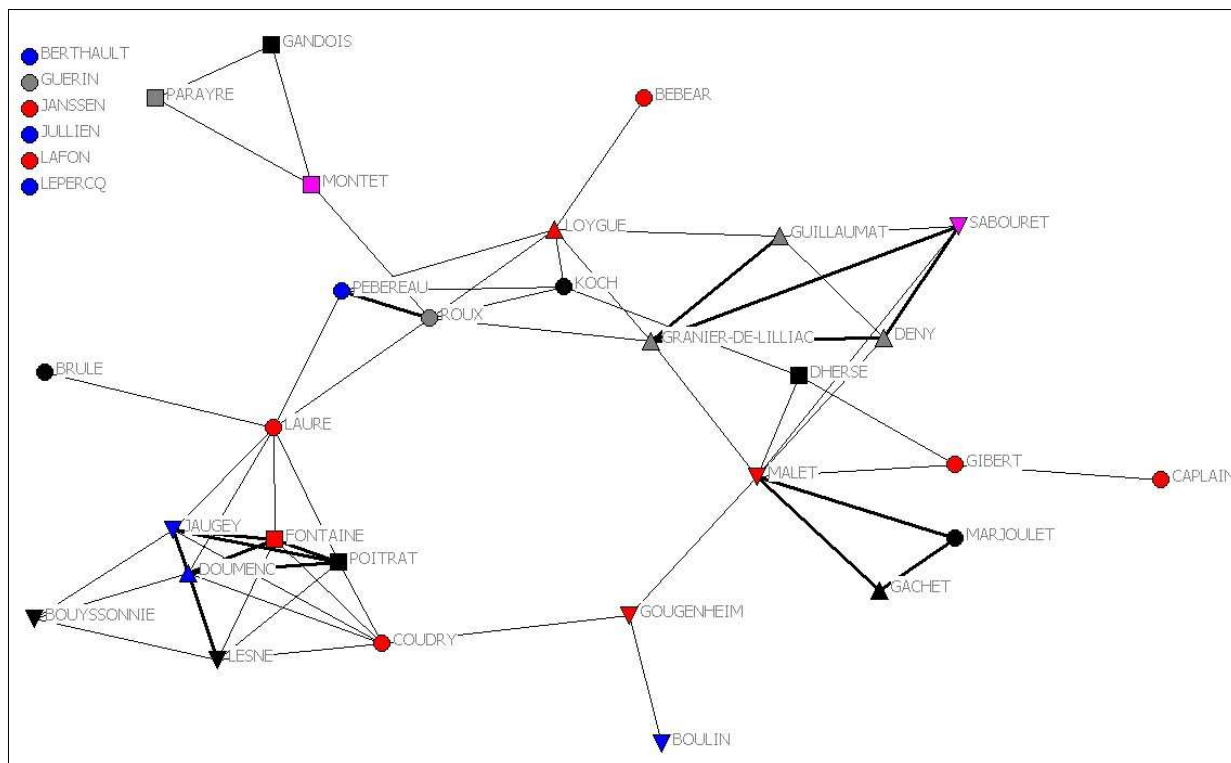 GANDOIS
BERTHAULT
GUERIN
PARAYRE
BEBEAR
JANSSEN
JULLIEN
LAFON
LEPERCQ
MONTET
LOYGUE
GUILLAUMAT
SABOURET
PEBEREAU
KOCH
ROUX
GRANIER-DE-LILLIAC
DENY
BRULE
DHERSE
LAURE
GIBERT
MALET
CAPLAIN
JAUGEY
FONTAINE
MARJOULET
POITRAT
DOUMENC
GACHET
BOUYSSONNIE
GOUGENHEIM
COUDRY
LESNE
BOULIN